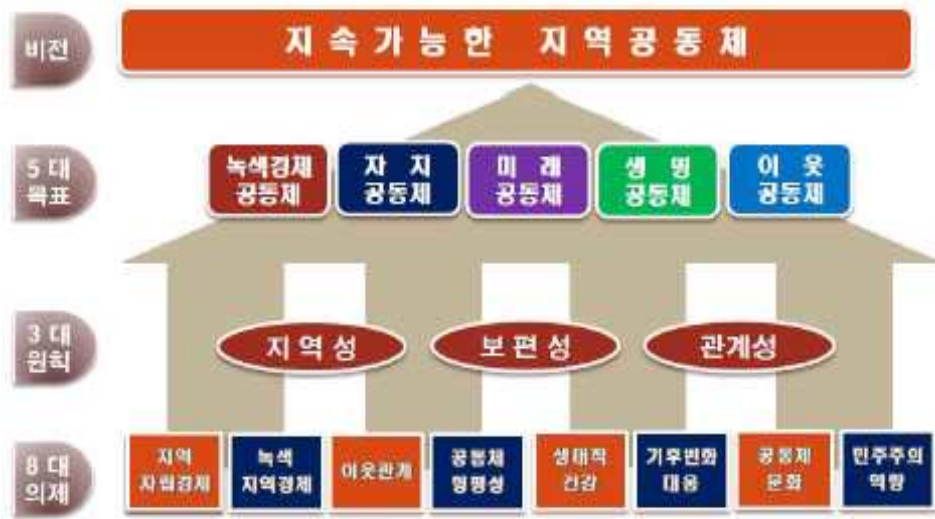 비전
지속가능한 지역공동체
5대
목표
녹색경제
공동체
자치
공동체
미래
공동체
생명
공동체
이웃
공동체
3대
원칙
지역성
보편성
관계성
8대
의제
지역
자립경제
녹색
지역경제
이웃관계
공동체
형평성
생태적
건강
기후변화
대응
공동체
문화
민주주의
역량